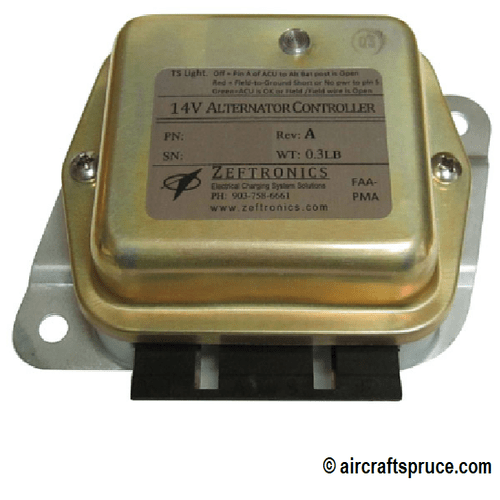 TS Light. Off = Pin A of ACU to Alt Bat post is Open
Red = Field-to-Ground Short or No pwr to pin S
Green=ACU is OK or Field /Field wire is Open
14V ALTERNATOR CONTROLLER
PN: Rev: A
SN: WT: 0.3LB
ZEFTRONICS
Electrical Charging System Solutions
FAA-
PH: 903-758-6661
PMA
www.zeftronics.com
© aircraftspruce.com